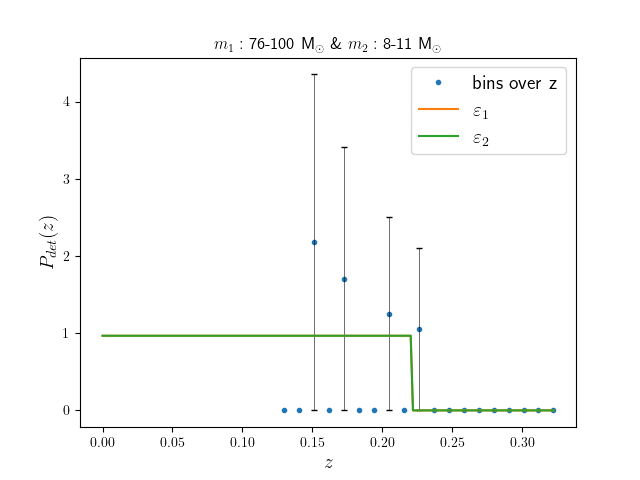 m₁ : 76-100 M⊙ & m₂ : 8-11 M⊙
bins over z
ε₁
ε₂
P_det(z)
4
3
2
1
0
0.00 0.05 0.10 0.15 0.20 0.25 0.30
z